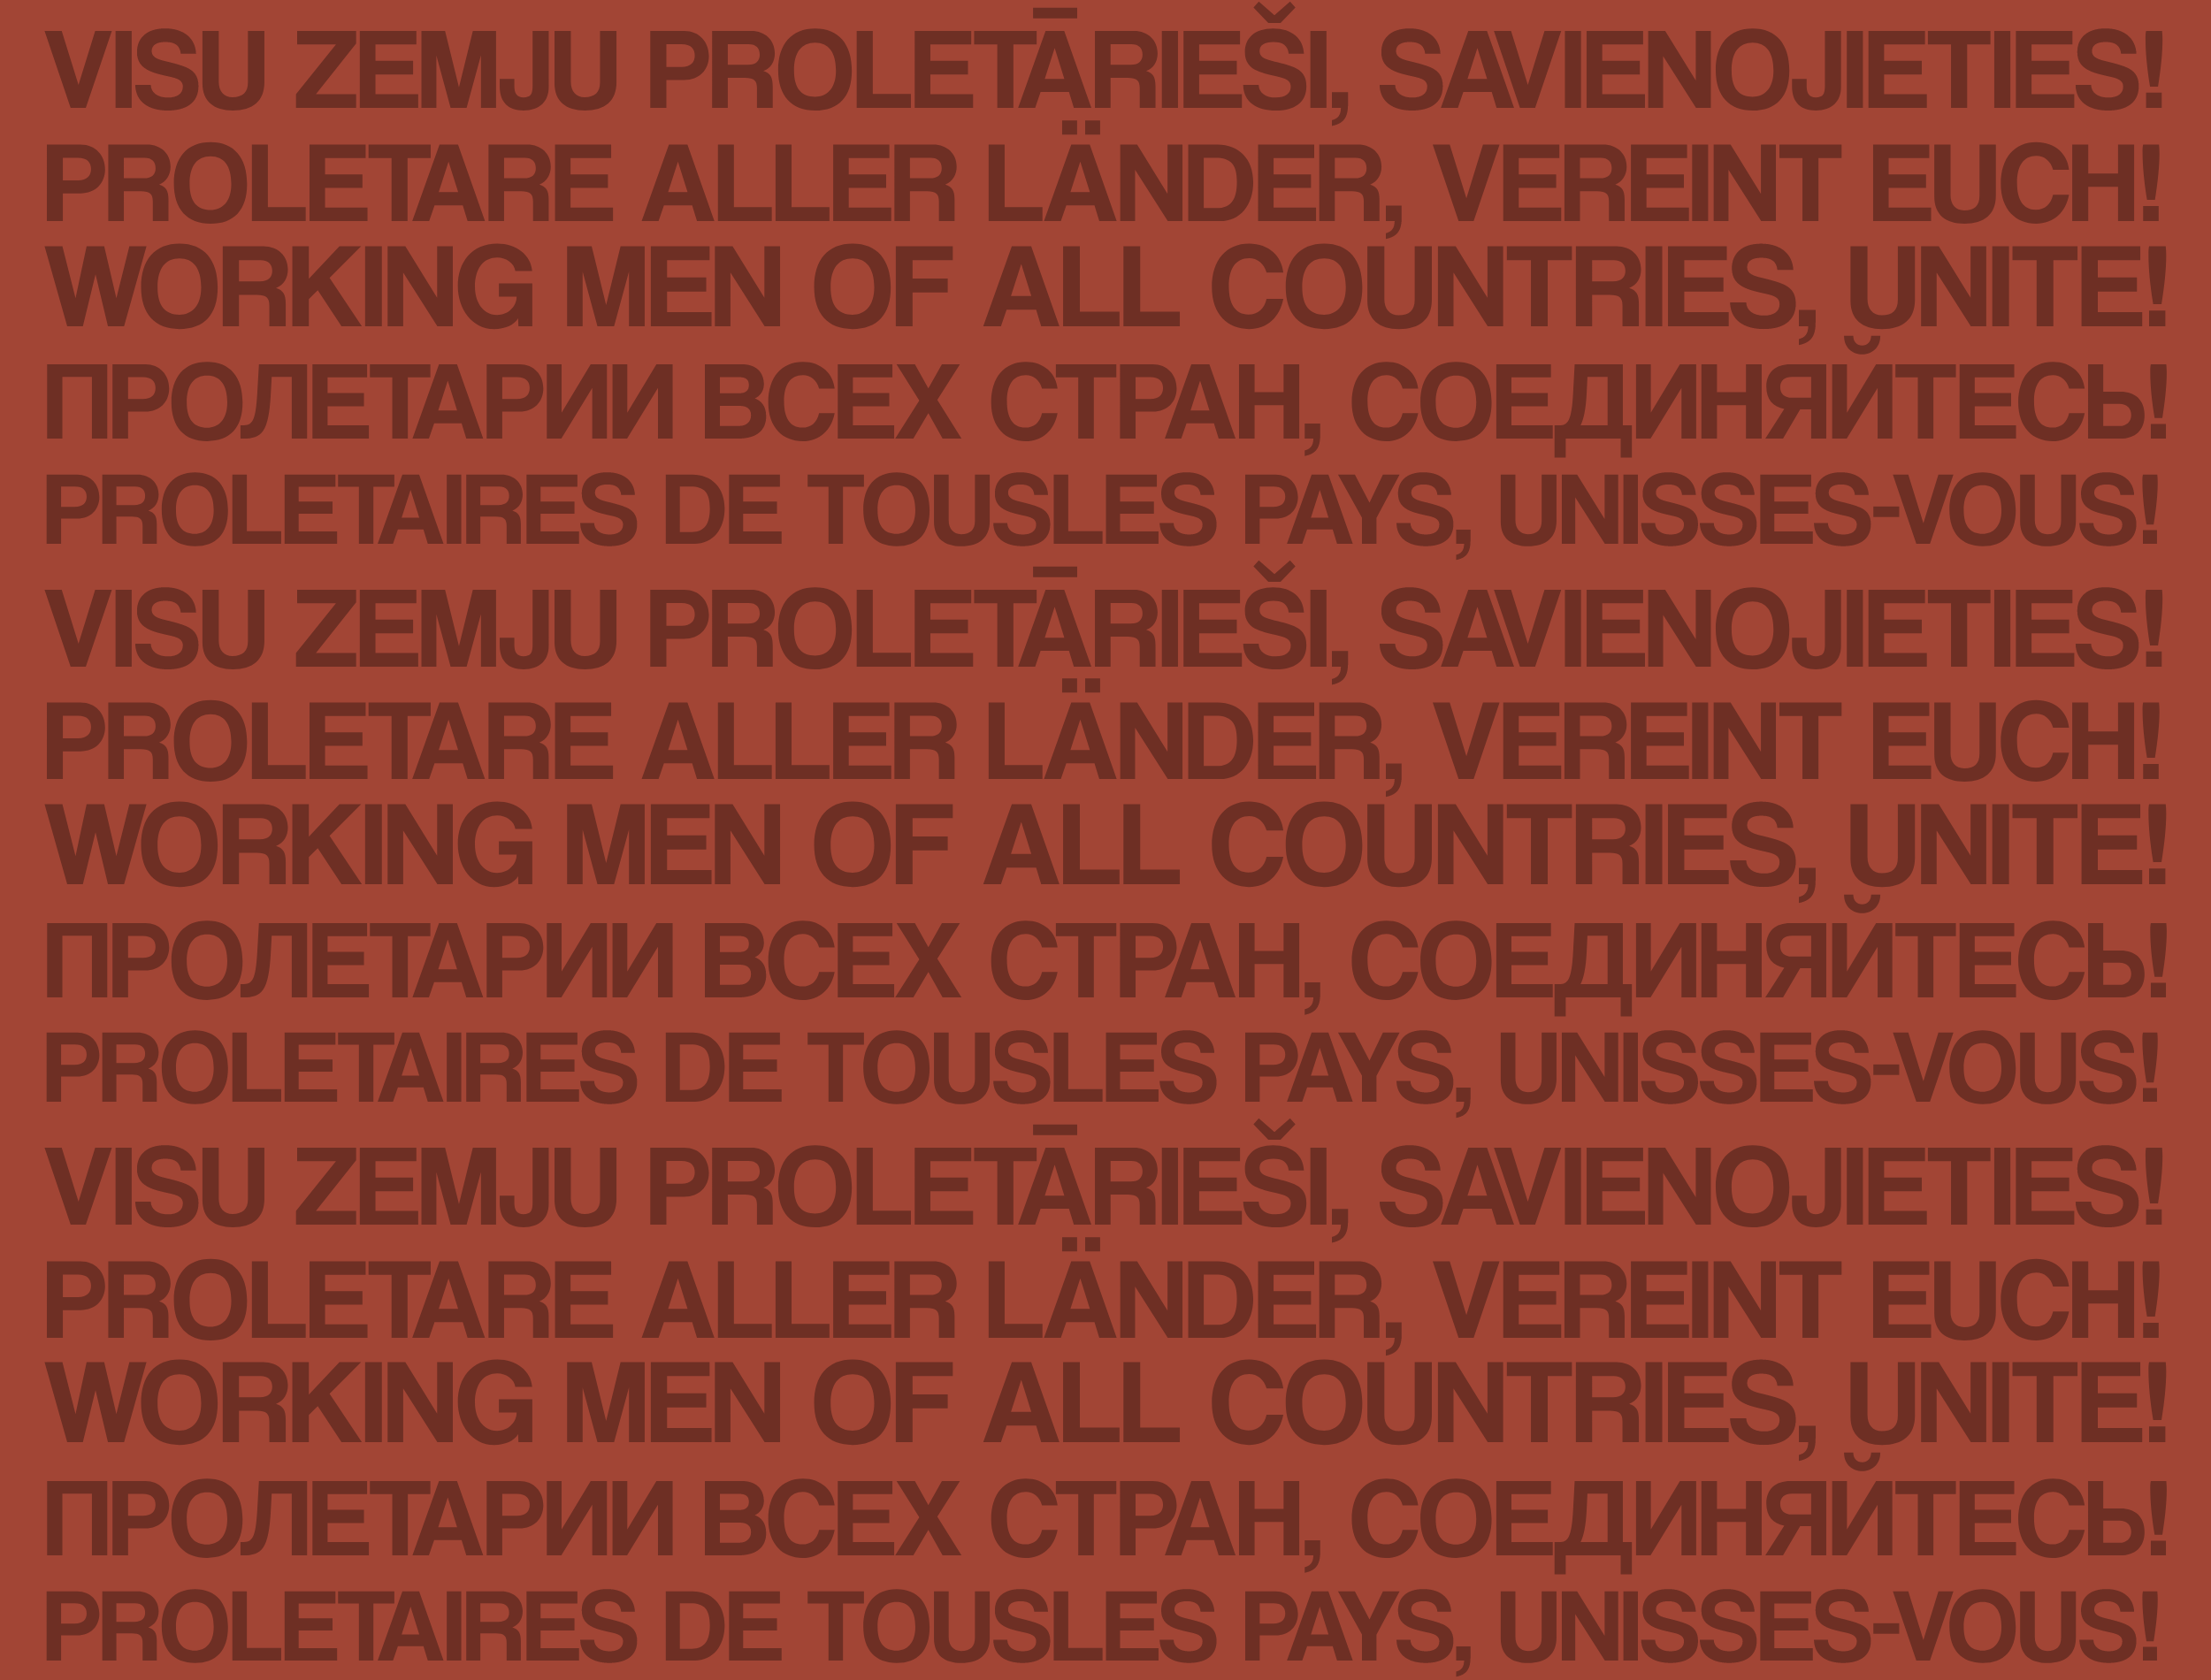 VISU ZEMJU PROLETĀRIEŠI, SAVIENOJIETIES!
PROLETARE ALLER LÄNDER, VEREINT EUCH!
WORKING MEN OF ALL COUNTRIES, UNITE!
ПРОЛЕТАРИИ ВСЕХ СТРАН, СОЕДИНЯЙТЕСЬ!
PROLETAIRES DE TOUSLES PAYS, UNISSES-VOUS!
VISU ZEMJU PROLETĀRIEŠI, SAVIENOJIETIES!
PROLETARE ALLER LÄNDER, VEREINT EUCH!
WORKING MEN OF ALL COUNTRIES, UNITE!
ПРОЛЕТАРИИ ВСЕХ СТРАН, СОЕДИНЯЙТЕСЬ!
PROLETAIRES DE TOUSLES PAYS, UNISSES-VOUS!
VISU ZEMJU PROLETĀRIEŠI, SAVIENOJIETIES!
PROLETARE ALLER LÄNDER, VEREINT EUCH!
WORKING MEN OF ALL COUNTRIES, UNITE!
ПРОЛЕТАРИИ ВСЕХ СТРАН, СОЕДИНЯЙТЕСЬ!
PROLETAIRES DE TOUSLES PAYS, UNISSES-VOUS!